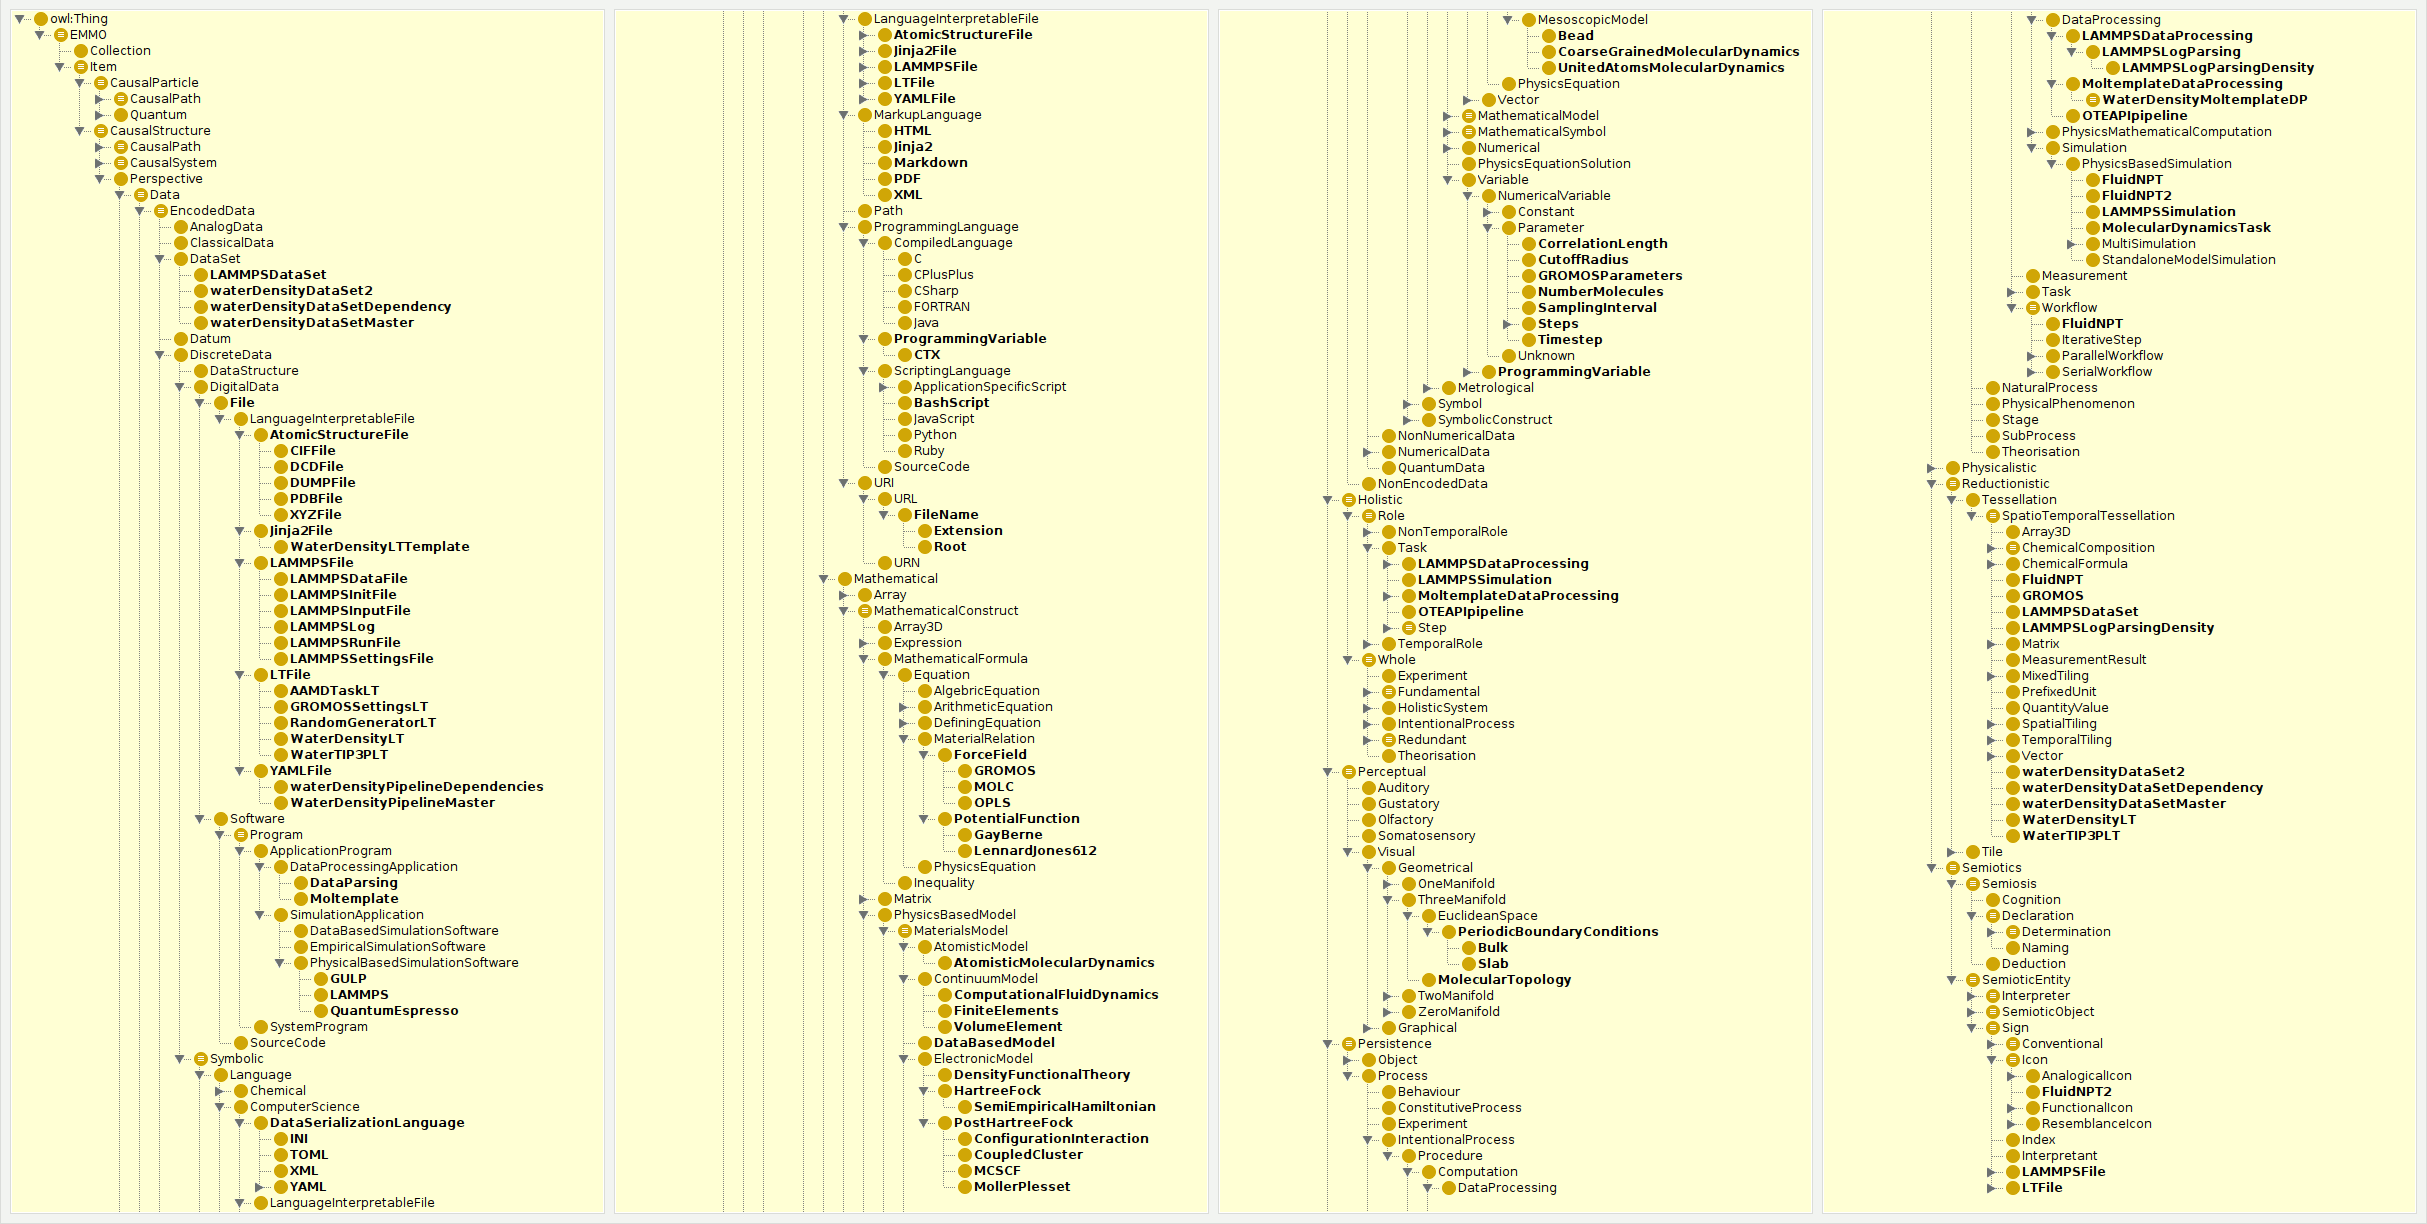 owl:Thing
EMMO
Collection
Item
CausalParticle
CausalPath
Quantum
CausalStructure
CausalPath
CausalSystem
Perspective
Data
EncodedData
AnalogData
ClassicalData
DataSet
LAMMPSDataSet
waterDensityDataSet2
waterDensityDataSetDependency
waterDensityDataSetMaster
Datum
DiscreteData
DataStructure
DigitalData
File
LanguageInterpretableFile
AtomicStructureFile
CIFFile
DCDFile
DUMPFile
PDBFile
XYZFile
Jinja2File
WaterDensityLTTemplate
LAMMPSFile
LAMMPSDataFile
LAMMPSInitFile
LAMMPSInputFile
LAMMPSLog
LAMMPSRunFile
LAMMPSSettingsFile
LTFile
AAMDTaskLT
GROMOSSettingsLT
RandomGeneratorLT
WaterDensityLT
WaterTIP3PLT
YAMLFile
waterDensityPipelineDependencies
WaterDensityPipelineMaster
Software
Program
ApplicationProgram
DataProcessingApplication
DataParsing
Moltemplate
SimulationApplication
DataBasedSimulationSoftware
EmpiricalSimulationSoftware
PhysicalBasedSimulationSoftware
GULP
LAMMPS
QuantumEspresso
SystemProgram
SourceCode
Symbolic
Language
Chemical
ComputerScience
DataSerializationLanguage
INI
TOML
XML
YAML
LanguageInterpretableFile
LanguageInterpretableFile
AtomicStructureFile
Jinja2File
LAMMPSFile
LTFile
YAMLFile
MarkupLanguage
HTML
Jinja2
Markdown
PDF
XML
Path
ProgrammingLanguage
CompiledLanguage
C
CPlusPlus
CSharp
FORTRAN
Java
ProgrammingVariable
CTX
ScriptingLanguage
ApplicationSpecificScript
BashScript
JavaScript
Python
Ruby
SourceCode
URI
URL
FileName
Extension
Root
URN
Mathematical
Array
MathematicalConstruct
Array3D
Expression
MathematicalFormula
Equation
AlgebricEquation
ArithmeticEquation
DefiningEquation
MaterialRelation
ForceField
GROMOS
MOLC
OPLS
PotentialFunction
GayBerne
LennardJones612
PhysicsEquation
Inequality
Matrix
PhysicsBasedModel
MaterialsModel
AtomisticModel
AtomisticMolecularDynamics
ContinuumModel
ComputationalFluidDynamics
FiniteElements
VolumeElement
DataBasedModel
ElectronicModel
DensityFunctionalTheory
HartreeFock
SemiEmpiricalHamiltonian
PostHartreeFock
ConfigurationInteraction
CoupledCluster
MCSCF
MollerPlesset
MesoscopicModel
Bead
CoarseGrainedMolecularDynamics
UnitedAtomsMolecularDynamics
PhysicsEquation
Vector
MathematicalModel
MathematicalSymbol
Numerical
PhysicsEquationSolution
Variable
NumericalVariable
Constant
Parameter
CorrelationLength
CutoffRadius
GROMOSParameters
NumberMolecules
SamplingInterval
Steps
Timestep
Unknown
ProgrammingVariable
Metrological
Symbol
SymbolicConstruct
NonNumericalData
NumericalData
QuantumData
NonEncodedData
Holistic
Role
NonTemporalRole
Task
LAMMPSDataProcessing
LAMMPSSimulation
MoltemplateDataProcessing
OTEAPIpipeline
Step
TemporalRole
Whole
Experiment
Fundamental
HolisticSystem
IntentionalProcess
Redundant
Theorisation
Perceptual
Auditory
Gustatory
Olfactory
Somatosensory
Visual
Geometrical
OneManifold
ThreeManifold
EuclideanSpace
PeriodicBoundaryConditions
Bulk
Slab
MolecularTopology
TwoManifold
ZeroManifold
Graphical
Persistence
Object
Process
Behaviour
ConstitutiveProcess
Experiment
IntentionalProcess
Procedure
Computation
DataProcessing
DataProcessing
LAMMPSDataProcessing
LAMMPSLogParsing
LAMMPSLogParsingDensity
MoltemplateDataProcessing
WaterDensityMoltemplateDP
OTEAPIpipeline
PhysicsMathematicalComputation
Simulation
PhysicsBasedSimulation
FluidNPT
FluidNPT2
LAMMPSSimulation
MolecularDynamicsTask
MultiSimulation
StandaloneModelSimulation
Measurement
Task
Workflow
FluidNPT
IterativeStep
ParallelWorkflow
SerialWorkflow
NaturalProcess
PhysicalPhenomenon
Stage
SubProcess
Theorisation
Physicalistic
Reductionistic
Tessellation
SpatioTemporalTessellation
Array3D
ChemicalComposition
ChemicalFormula
FluidNPT
GROMOS
LAMMPSDataSet
LAMMPSLogParsingDensity
Matrix
MeasurementResult
MixedTiling
PrefixedUnit
QuantityValue
SpatialTiling
TemporalTiling
Vector
waterDensityDataSet2
waterDensityDataSetDependency
waterDensityDataSetMaster
WaterDensityLT
WaterTIP3PLT
Tile
Semiotics
Semiosis
Cognition
Declaration
Determination
Naming
Deduction
SemioticEntity
Interpreter
SemioticObject
Sign
Conventional
Icon
AnalogicalIcon
FluidNPT2
FunctionalIcon
ResemblanceIcon
Index
Interpretant
LAMMPSFile
LTFile